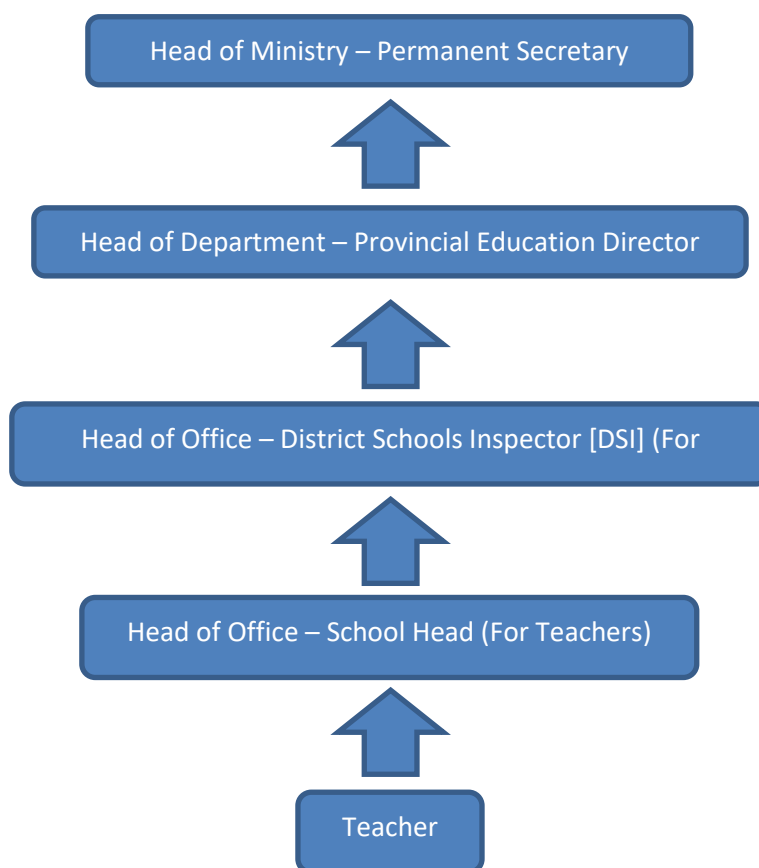 Head of Ministry – Permanent Secretary
Head of Department – Provincial Education Director
Head of Office – District Schools Inspector [DSI] (For
Head of Office – School Head (For Teachers)
Teacher